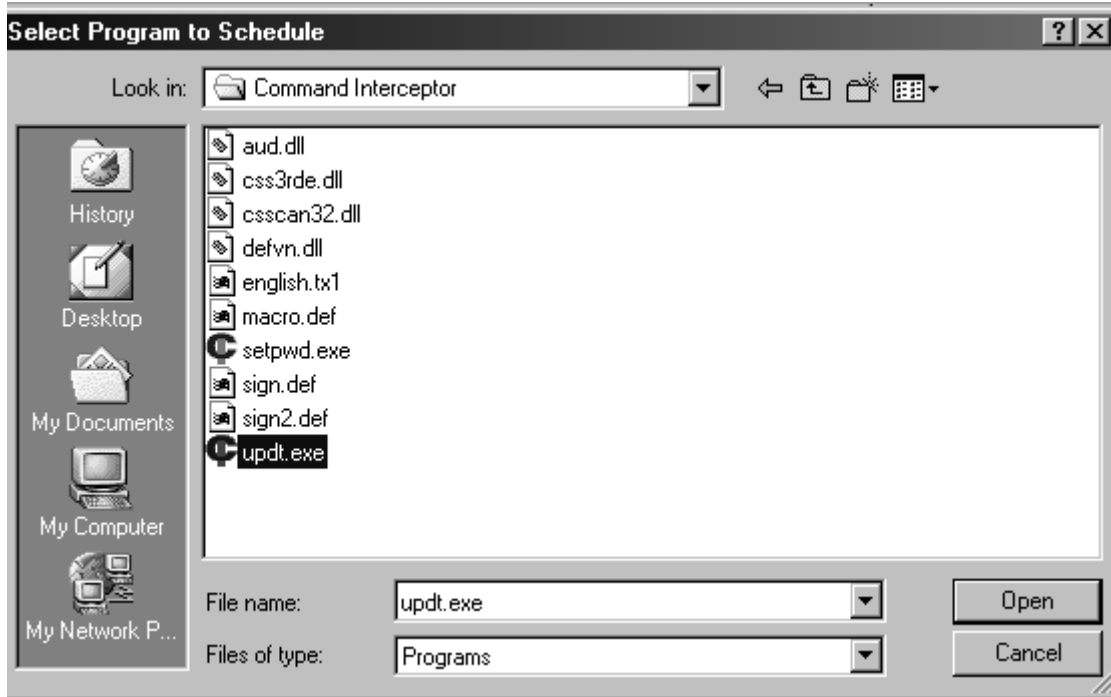 Select Program to Schedule
Look in:
Command Interceptor
History
Desktop
My Documents
My Computer
My Network P...
aud.dll
css3rde.dll
csscan32.dll
defvn.dll
english.tx1
macro.def
setpwd.exe
sign.def
sign2.def
updt.exe
File name:
updt.exe
Open
Files of type:
Programs
Cancel